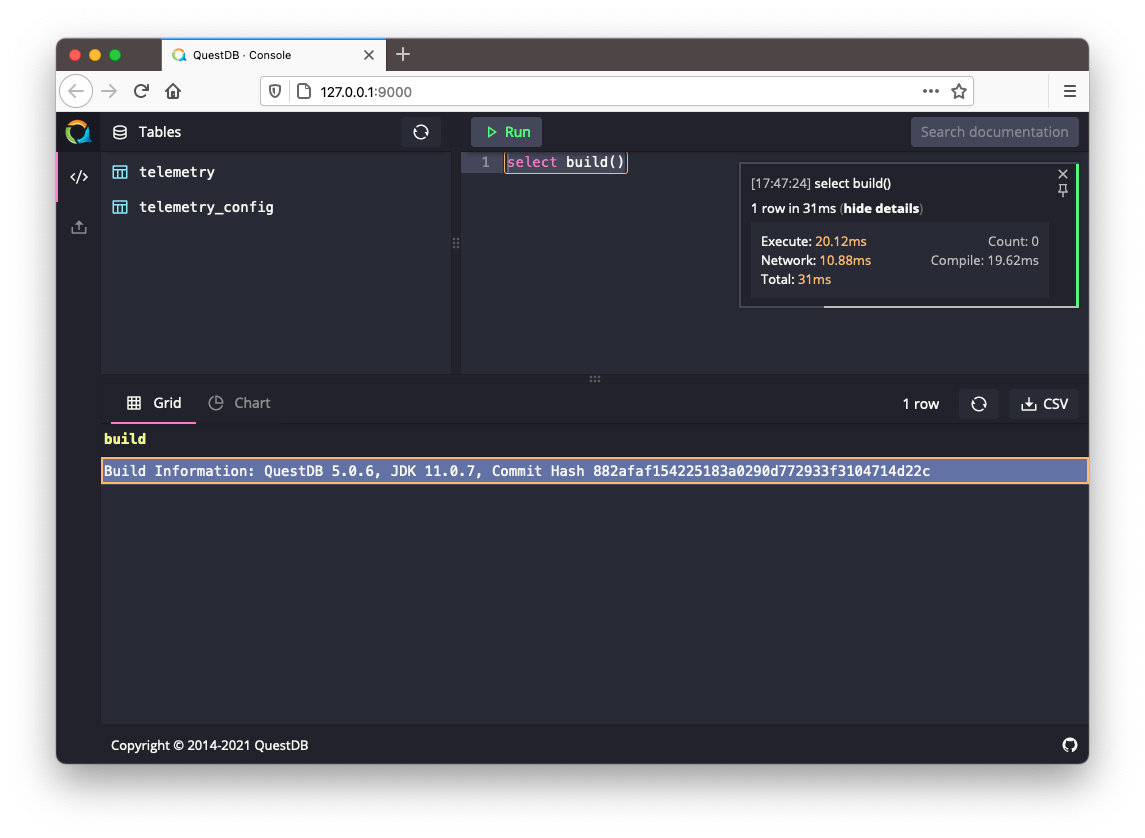 QuestDB · Console
127.0.0.1:9000
Tables
Run
Search documentation
telemetry
telemetry_config
1 select build()
[17:47:24] select build()
1 row in 31ms (hide details)
Execute: 20.12ms Count: 0
Network: 10.88ms Compile: 19.62ms
Total: 31ms
Grid Chart 1 row CSV
build
Build Information: QuestDB 5.0.6, JDK 11.0.7, Commit Hash 882afaf154225183a0290d772933f3104714d22c
Copyright © 2014-2021 QuestDB